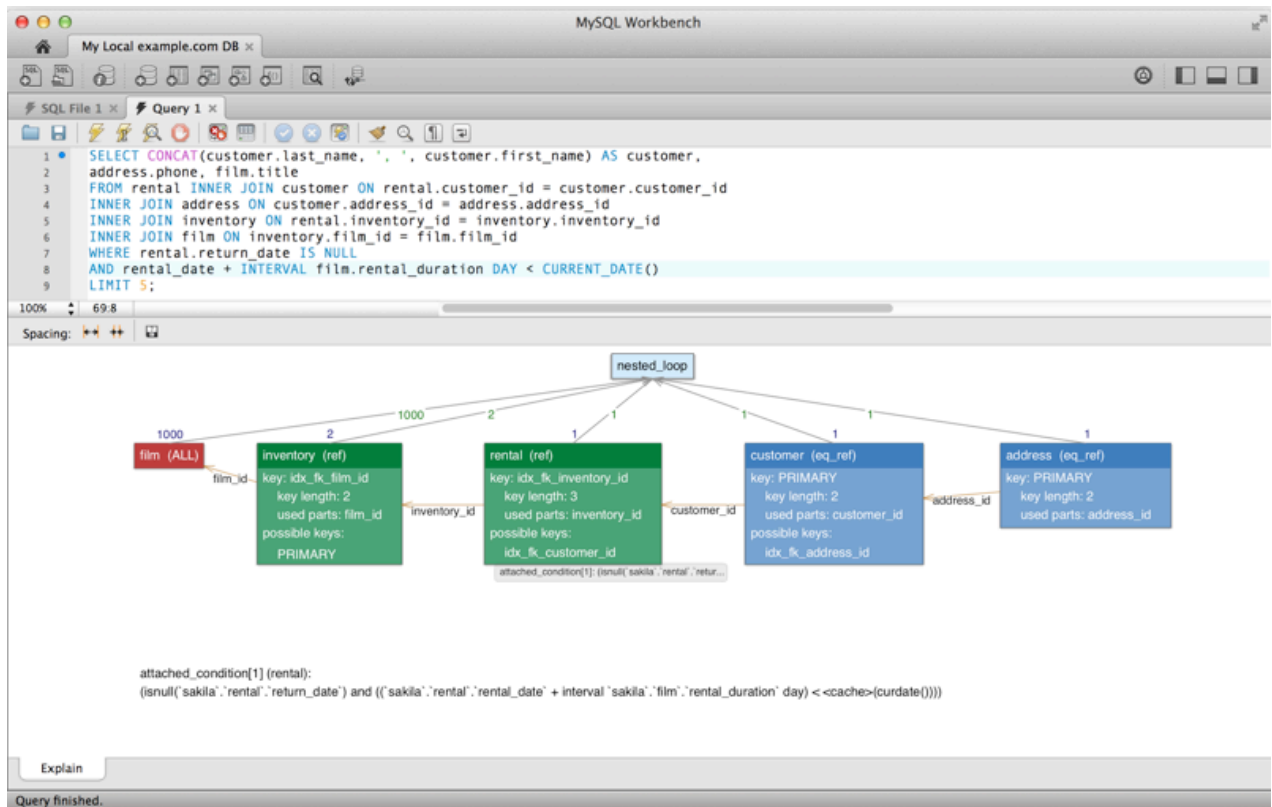 MySQL Workbench
My Local example.com DB ×
SQL File 1 ×
Query 1 ×
1 SELECT CONCAT(customer.last_name, ', ', customer.first_name) AS customer,
2 address.phone, film.title
3 FROM rental INNER JOIN customer ON rental.customer_id = customer.customer_id
4 INNER JOIN address ON customer.address_id = address.address_id
5 INNER JOIN inventory ON rental.inventory_id = inventory.inventory_id
6 INNER JOIN film ON inventory.film_id = film.film_id
7 WHERE rental.return_date IS NULL
8 AND rental_date + INTERVAL film.rental_duration DAY < CURRENT_DATE()
9 LIMIT 5;
100% 69:8
Spacing:
nested_loop
1000 2 1 1 1
1000 2 1 1 1
film (ALL)
film_id
inventory (ref)
key: idx_fk_film_id
key length: 2
used parts: film_id
possible keys:
PRIMARY
inventory_id
rental (ref)
key: idx_fk_inventory_id
key length: 3
used parts: inventory_id
possible keys:
idx_fk_customer_id
attached_condition[1]: (isnull(`sakila`.`rental`.`retur...
customer_id
customer (eq_ref)
key: PRIMARY
key length: 2
used parts: customer_id
possible keys:
idx_fk_address_id
address_id
address (eq_ref)
key: PRIMARY
key length: 2
used parts: address_id
attached_condition[1] (rental):
(isnull(`sakila`.`rental`.`return_date`) and ((`sakila`.`rental`.`rental_date` + interval `sakila`.`film`.`rental_duration` day) < <cache>(curdate())))
Explain
Query finished.